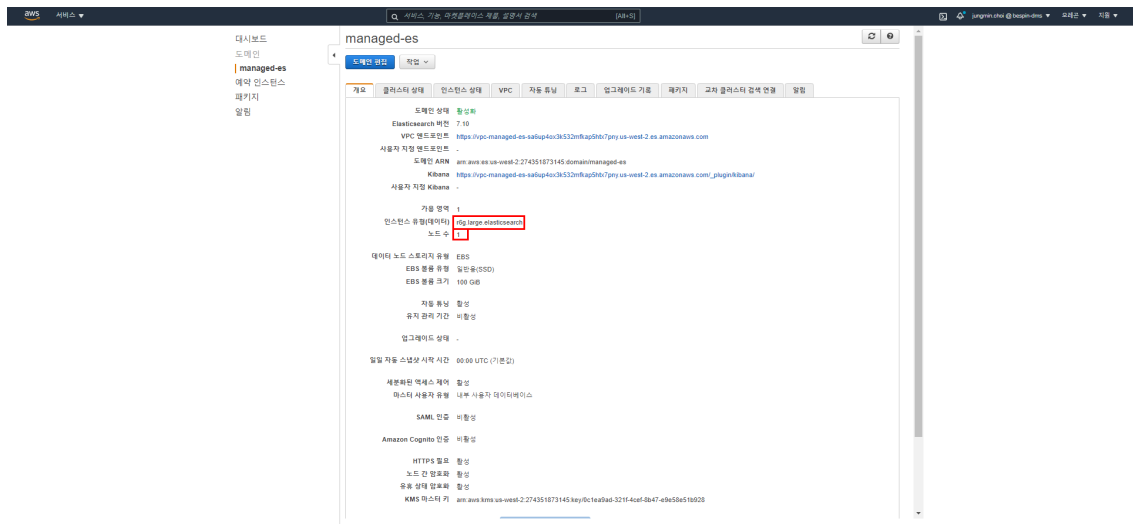 aws 서비스 ▼ 서비스, 기능, 마켓플레이스 제품, 설명서 검색 [Alt+S] jungmin.choi @ bespin-dms ▼ 오레곤 ▼ 지원 ▼
대시보드
도메인
managed-es
예약 인스턴스
패키지
알림
managed-es
도메인 편집 작업
개요 클러스터 상태 인스턴스 상태 VPC 자동 튜닝 로그 업그레이드 기록 패키지 교차 클러스터 검색 연결 알림
도메인 상태 활성화
Elasticsearch 버전 7.10
VPC 엔드포인트 https://vpc-managed-es-sa6up4ox3k532mfkap5htx7pny.us-west-2.es.amazonaws.com
사용자 지정 엔드포인트 -
도메인 ARN arn:aws:es:us-west-2:274351873145:domain/managed-es
Kibana https://vpc-managed-es-sa6up4ox3k532mfkap5htx7pny.us-west-2.es.amazonaws.com/_plugin/kibana/
사용자 지정 Kibana -
가용 영역 1
인스턴스 유형(데이터) r6g.large.elasticsearch
노드 수 1
데이터 노드 스토리지 유형 EBS
EBS 볼륨 유형 일반용(SSD)
EBS 볼륨 크기 100 GiB
자동 튜닝 활성
유지 관리 기간 비활성
업그레이드 상태 -
일일 자동 스냅샷 시작 시간 00:00 UTC (기본값)
세분화된 액세스 제어 활성
마스터 사용자 유형 내부 사용자 데이터베이스
SAML 인증 비활성
Amazon Cognito 인증 비활성
HTTPS 필요 활성
노드 간 암호화 활성
유휴 상태 암호화 활성
KMS 마스터 키 arn:aws:kms:us-west-2:274351873145:key/0c1ea9ad-321f-4cef-8b47-e9e58e51b928